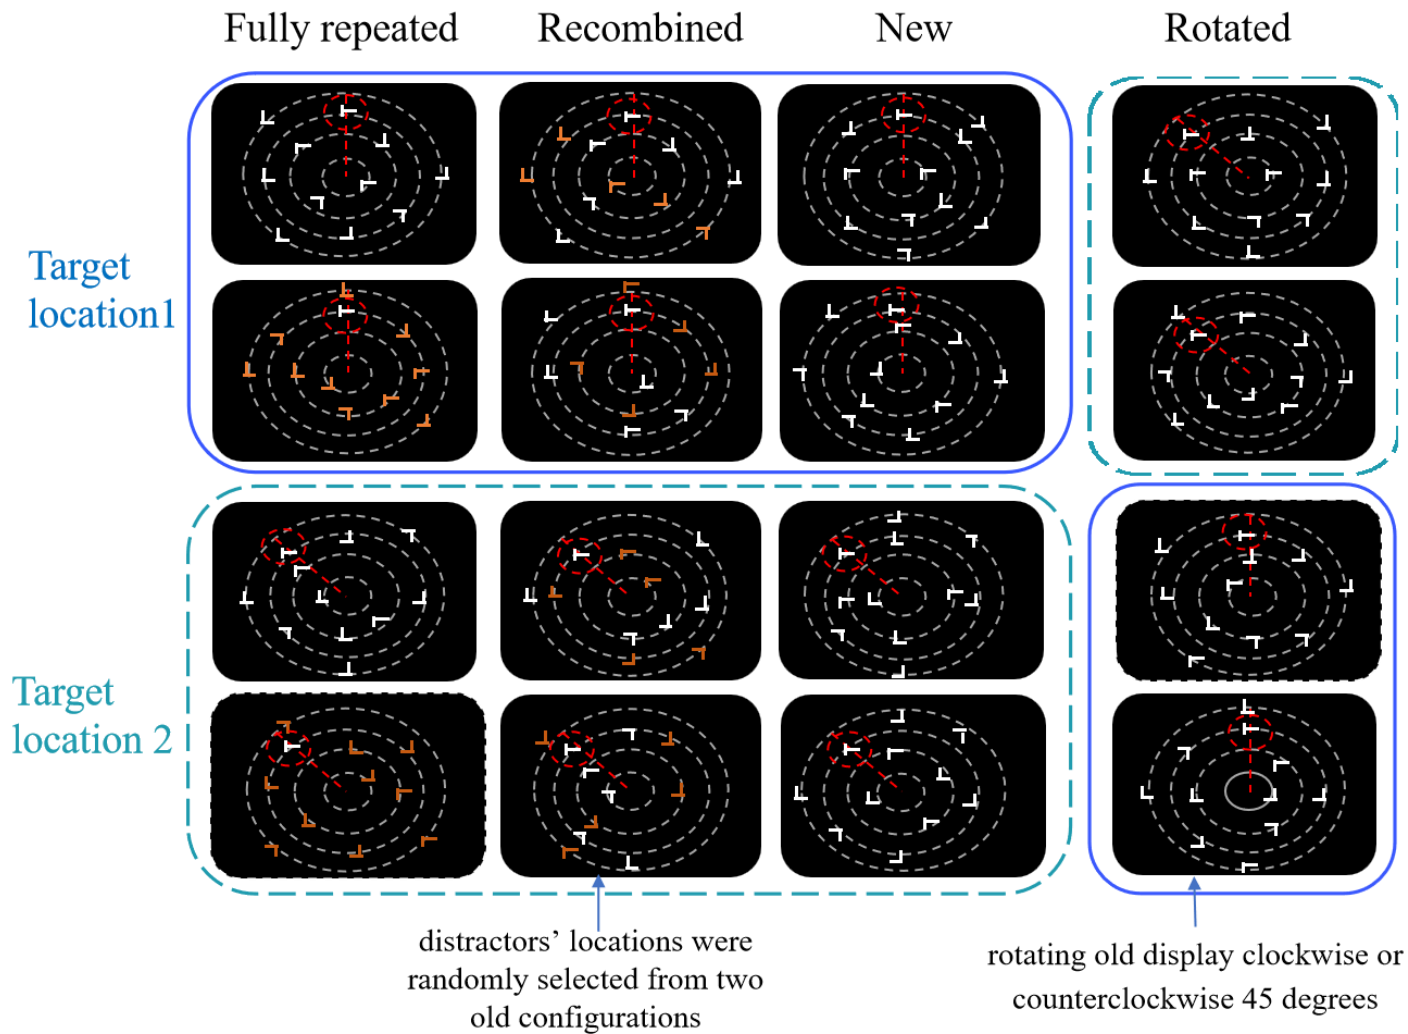 Fully repeated
Recombined
New
Rotated
Target
location1
Target
location 2
distractors’ locations were
randomly selected from two
old configurations
rotating old display clockwise or
counterclockwise 45 degrees